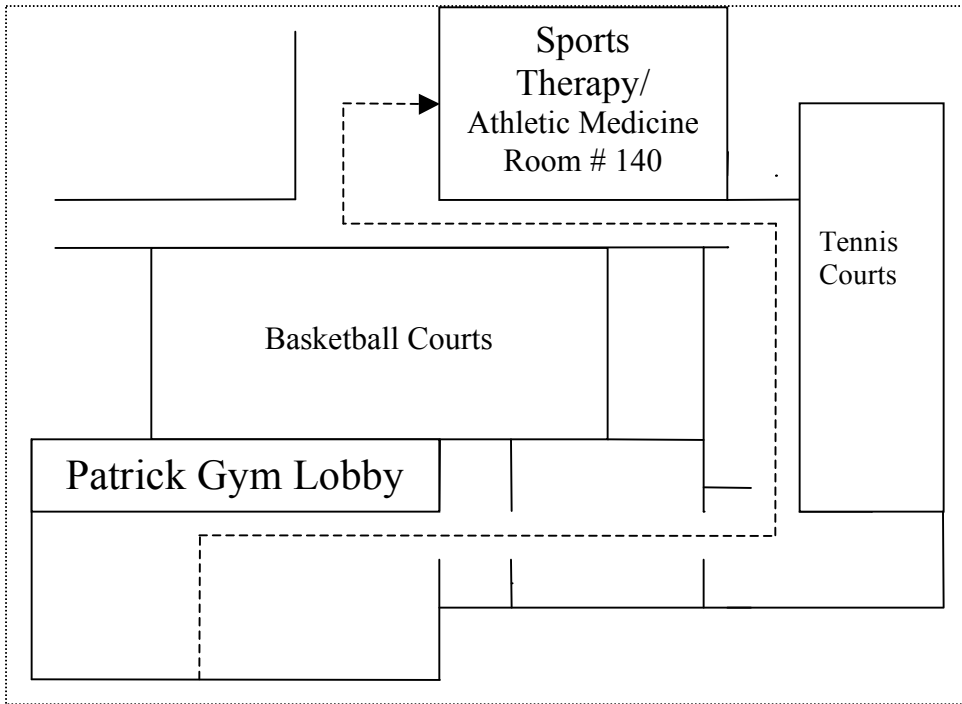 Sports
Therapy/
Athletic Medicine
Room # 140
Tennis
Courts
Basketball Courts
Patrick Gym Lobby